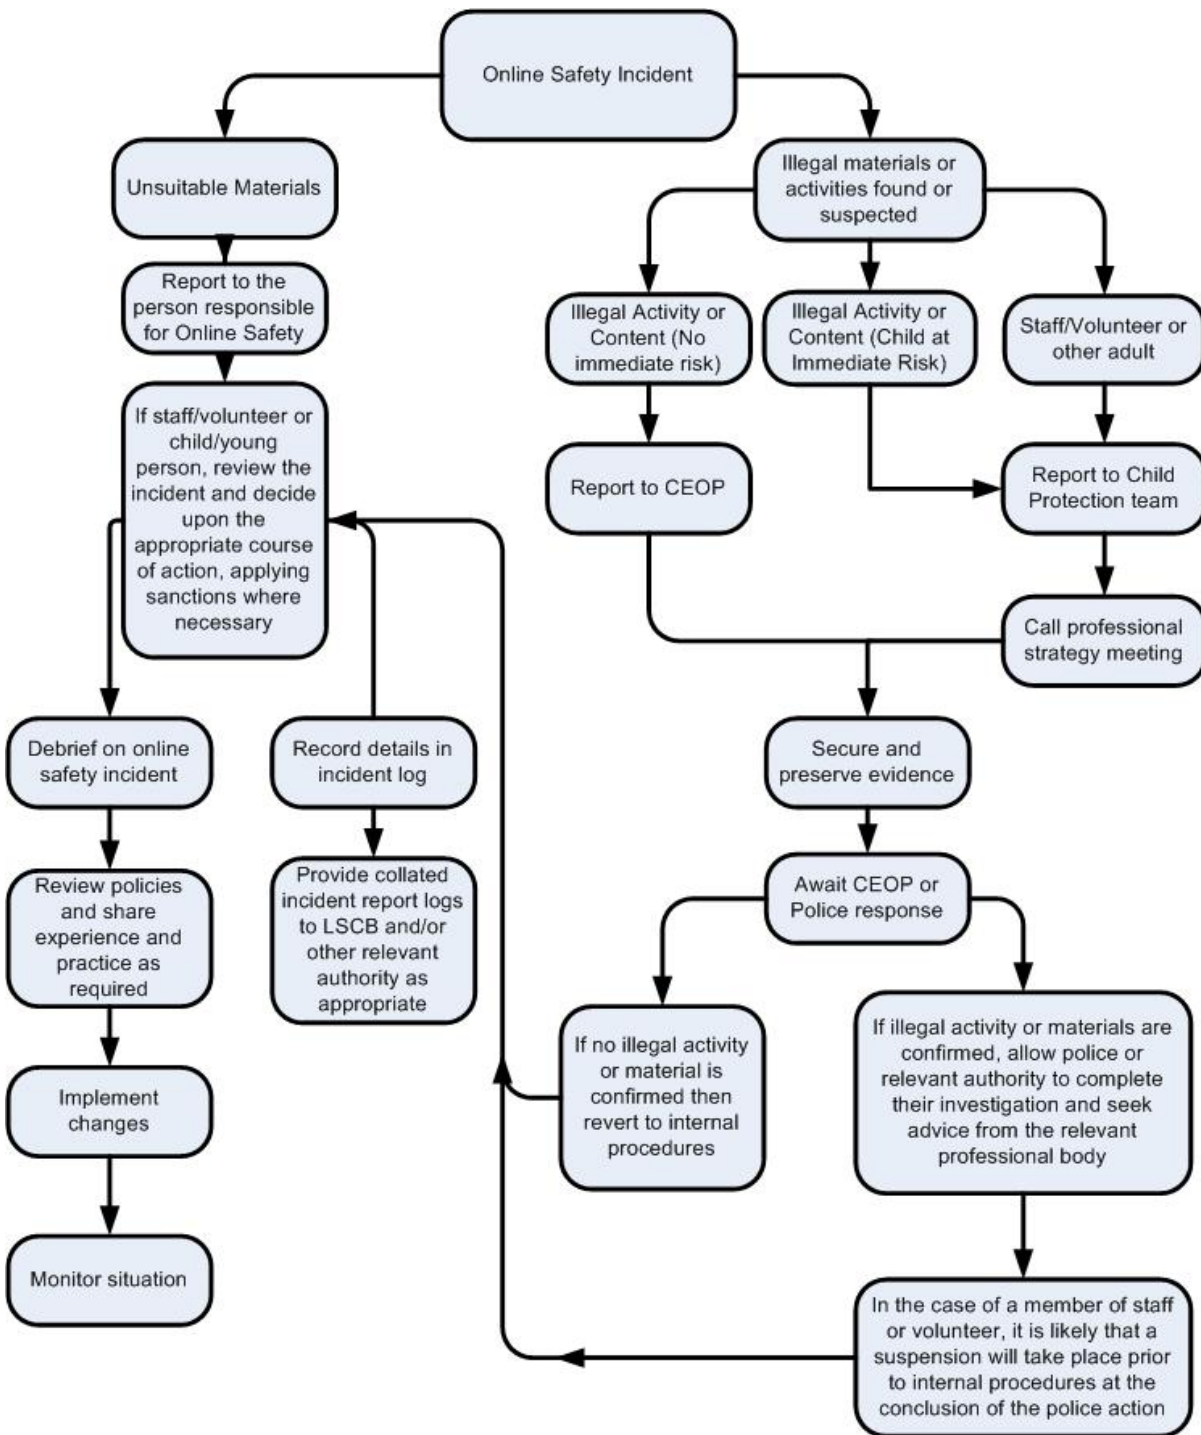 Online Safety Incident
Unsuitable Materials
Report to the
person responsible
for Online Safety
If staff/volunteer or
child/young
person, review the
incident and decide
upon the
appropriate course
of action, applying
sanctions where
necessary
Debrief on online
safety incident
Review policies
and share
experience and
practice as
required
Implement
changes
Monitor situation
Record details in
incident log
Provide collated
incident report logs
to LSCB and/or
other relevant
authority as
appropriate
Illegal materials or
activities found or
suspected
Illegal Activity or
Content (No
immediate risk)
Illegal Activity or
Content (Child at
Immediate Risk)
Staff/Volunteer or
other adult
Report to CEOP
Report to Child
Protection team
Call professional
strategy meeting
Secure and
preserve evidence
Await CEOP or
Police response
If no illegal activity
or material is
confirmed then
revert to internal
procedures
If illegal activity or materials are
confirmed, allow police or
relevant authority to complete
their investigation and seek
advice from the relevant
professional body
In the case of a member of staff
or volunteer, it is likely that a
suspension will take place prior
to internal procedures at the
conclusion of the police action